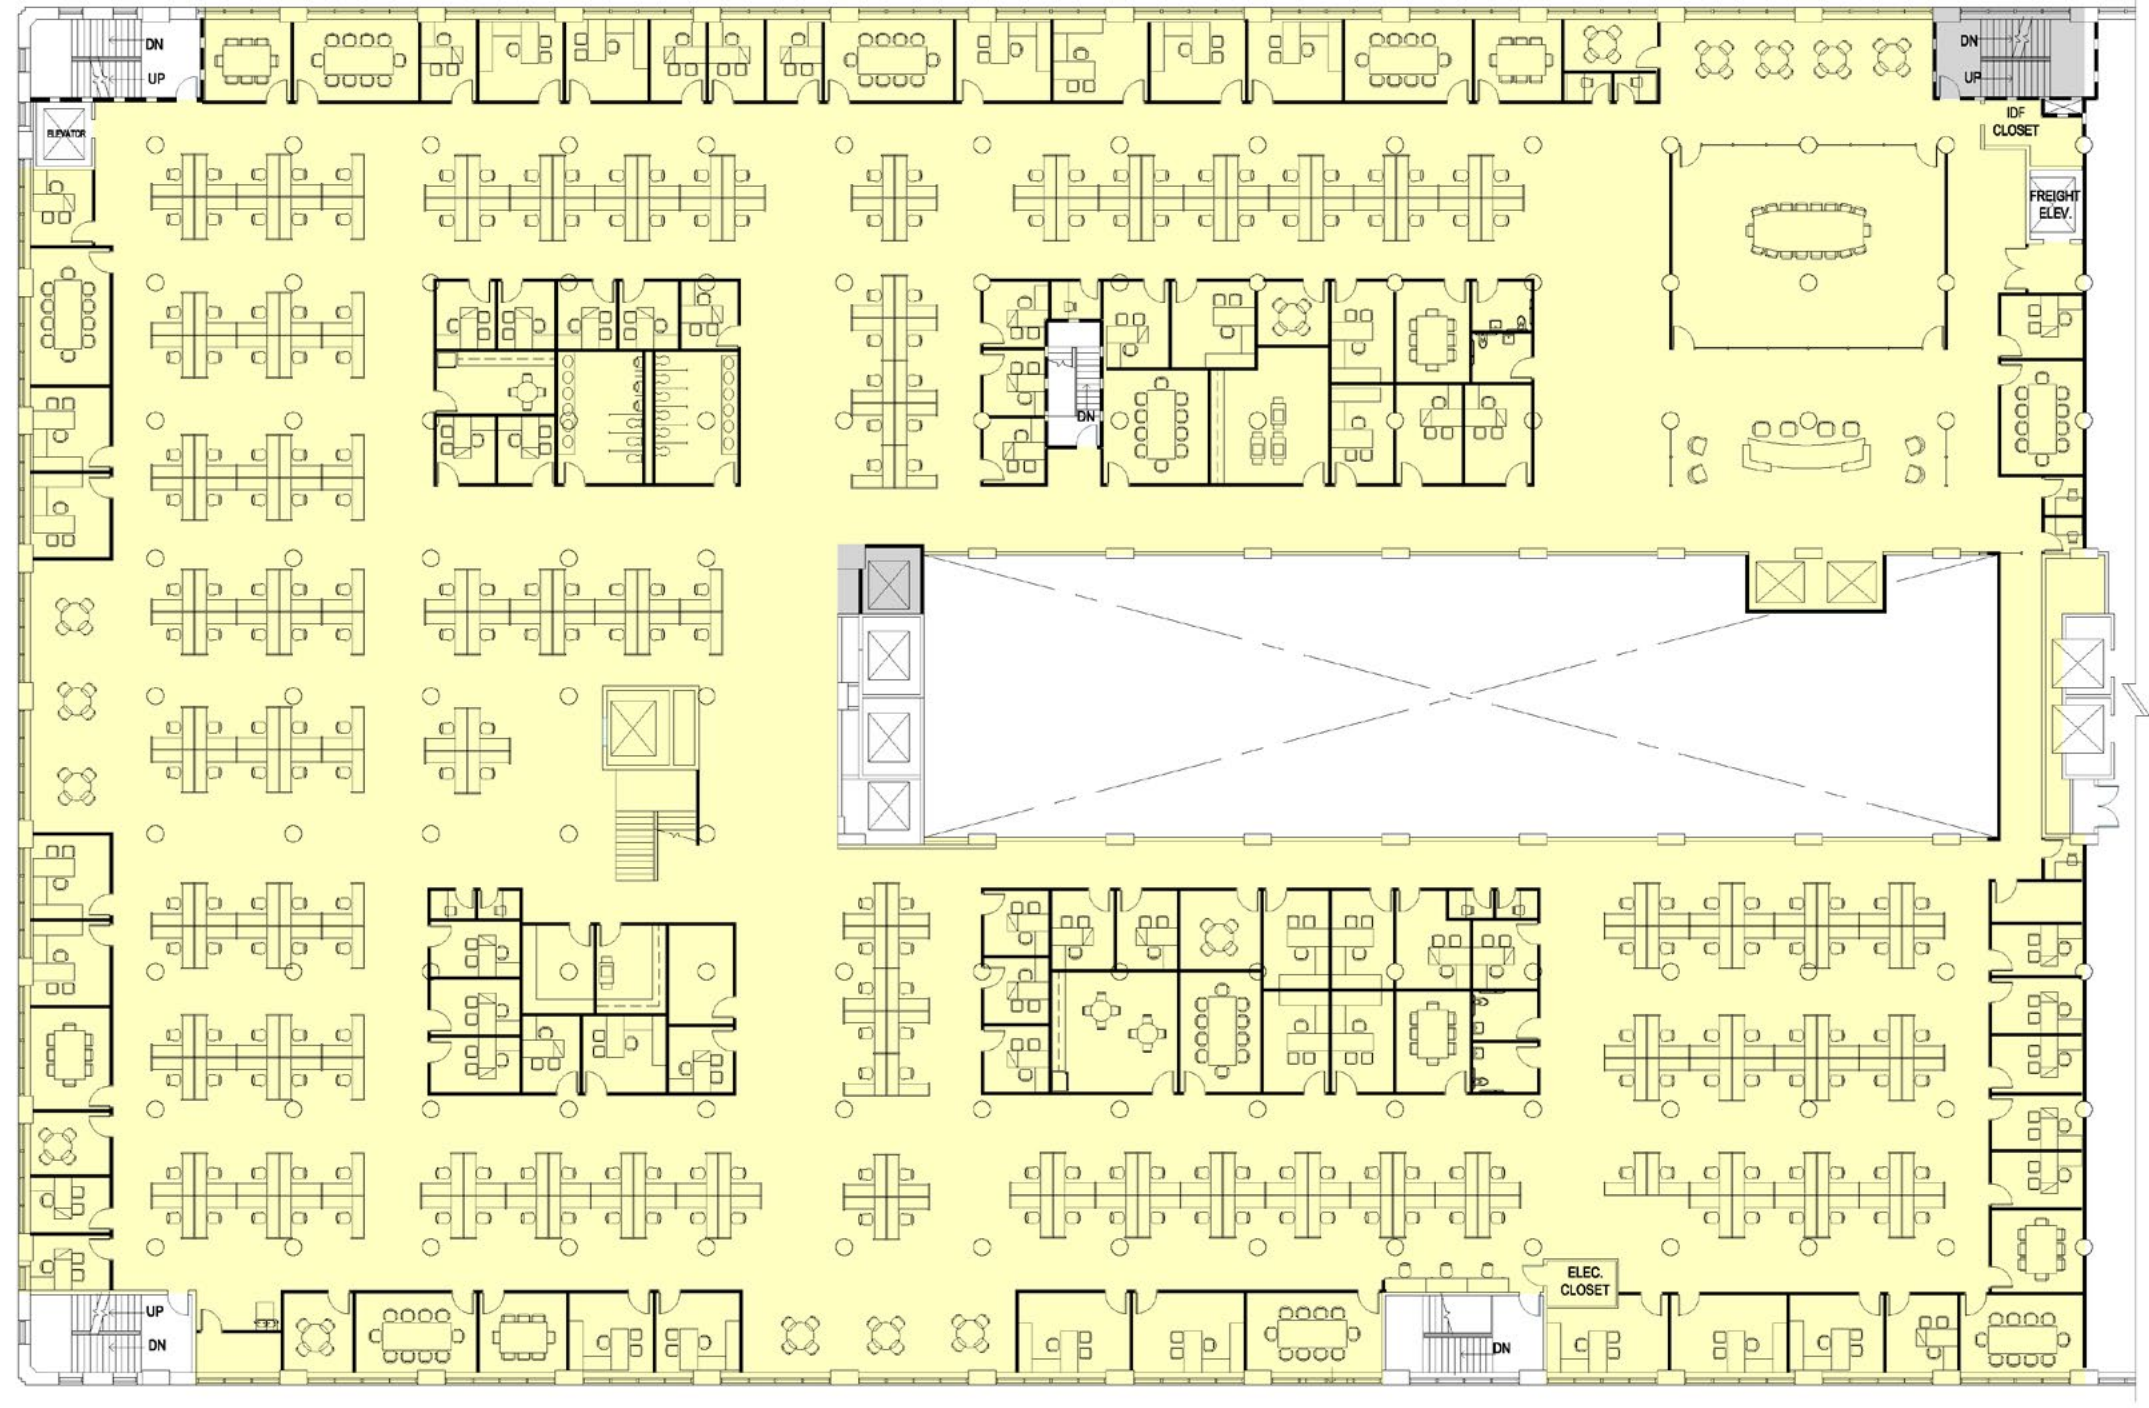 DN
UP
DN
UP
IDF
CLOSET
ELEVATOR
FREIGHT
ELEV.
DN
ELEC.
CLOSET
UP
DN
DN